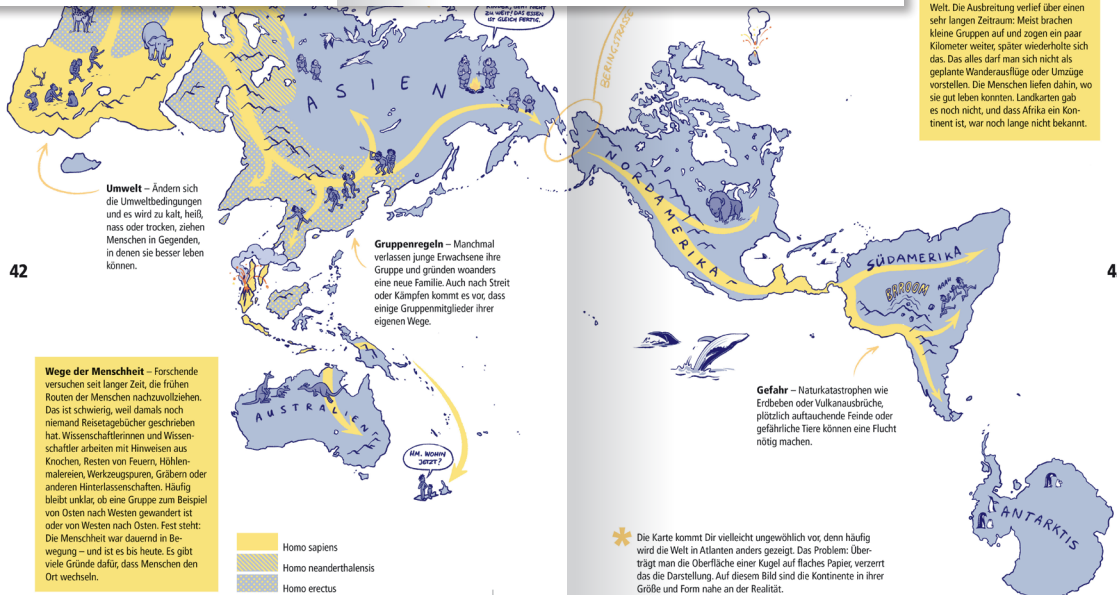 ZU WEIT! DAS ESSEN
IST GLEICH FERTIG.
BERINGSTRASSE
Welt. Die Ausbreitung verlief über einen
sehr langen Zeitraum: Meist brachen
kleine Gruppen auf und zogen ein paar
Kilometer weiter, später wiederholte sich
das. Das alles darf man sich nicht als
geplante Wanderausflüge oder Umzüge
vorstellen. Die Menschen liefen dahin, wo
sie gut leben konnten. Landkarten gab
es noch nicht, und dass Afrika ein Kon-
tinent ist, war noch lange nicht bekannt.
ASIEN
NORDAMERIKA
Umwelt – Ändern sich
die Umweltbedingungen
und es wird zu kalt, heiß,
nass oder trocken, ziehen
Menschen in Gegenden,
in denen sie besser leben
können.
42
Gruppenregeln – Manchmal
verlassen junge Erwachsene ihre
Gruppe und gründen woanders
eine neue Familie. Auch nach Streit
oder Kämpfen kommt es vor, dass
einige Gruppenmitglieder ihrer
eigenen Wege.
SÜDAMERIKA
BRROOM
AAAH
4
Wege der Menschheit – Forschende
versuchen seit langer Zeit, die frühen
Routen der Menschen nachzuvollziehen.
Das ist schwierig, weil damals noch
niemand Reisetagebücher geschrieben
hat. Wissenschaftlerinnen und Wissen-
schaftler arbeiten mit Hinweisen aus
Knochen, Resten von Feuern, Höhlen-
malereien, Werkzeugspuren, Gräbern oder
anderen Hinterlassenschaften. Häufig
bleibt unklar, ob eine Gruppe zum Beispiel
von Osten nach Westen gewandert ist
oder von Westen nach Osten. Fest steht:
Die Menschheit war dauernd in Be-
wegung – und ist es bis heute. Es gibt
viele Gründe dafür, dass Menschen den
Ort wechseln.
AUSTRALIEN
HM. WOHIN
JETZT?
Gefahr – Naturkatastrophen wie
Erdbeben oder Vulkanausbrüche,
plötzlich auftauchende Feinde oder
gefährliche Tiere können eine Flucht
nötig machen.
ANTARKTIS
Homo sapiens
Homo neanderthalensis
Homo erectus
* Die Karte kommt Dir vielleicht ungewöhlich vor, denn häufig
wird die Welt in Atlanten anders gezeigt. Das Problem: Über-
trägt man die Oberfläche einer Kugel auf flaches Papier, verzerrt
das die Darstellung. Auf diesem Bild sind die Kontinente in ihrer
Größe und Form nahe an der Realität.